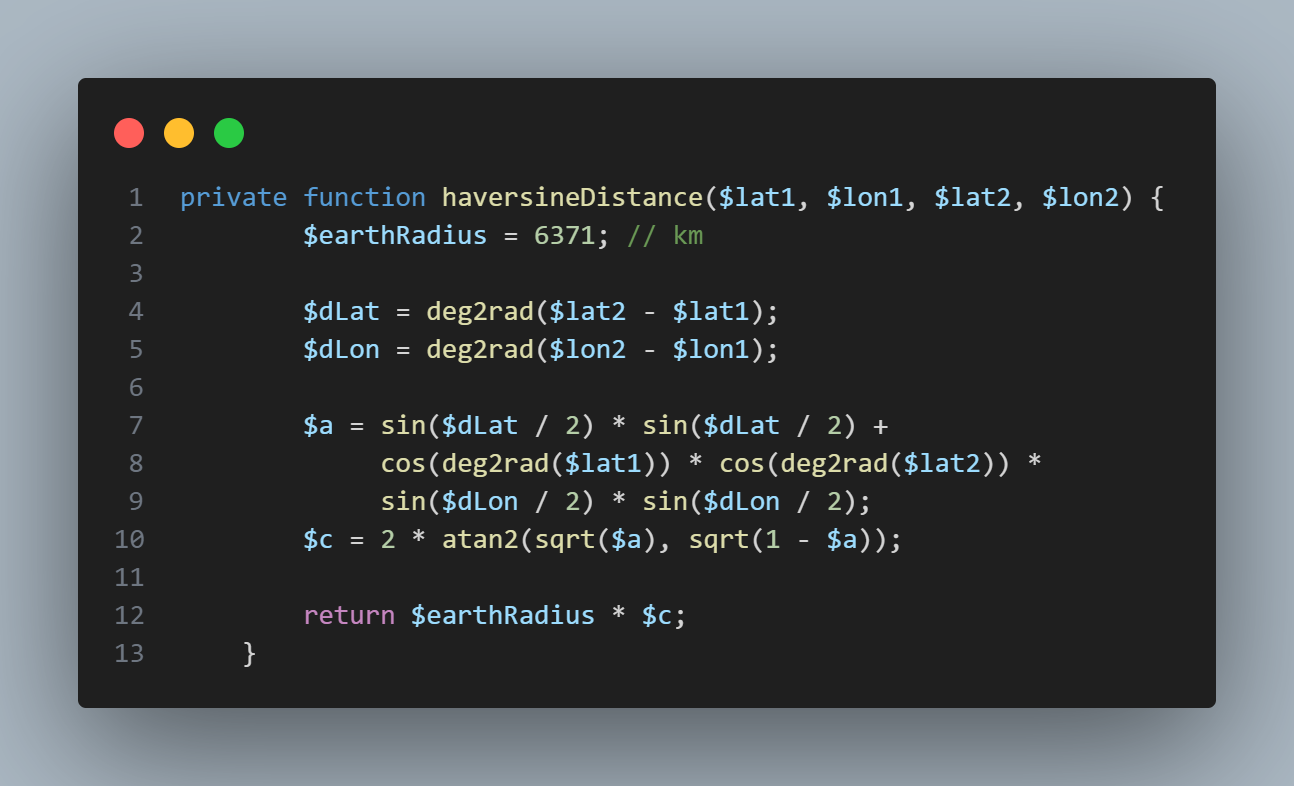 1 private function haversineDistance($lat1, $lon1, $lat2, $lon2) {
2 $earthRadius = 6371; // km
3
4 $dLat = deg2rad($lat2 - $lat1);
5 $dLon = deg2rad($lon2 - $lon1);
6
7 $a = sin($dLat / 2) * sin($dLat / 2) +
8 cos(deg2rad($lat1)) * cos(deg2rad($lat2)) *
9 sin($dLon / 2) * sin($dLon / 2);
10 $c = 2 * atan2(sqrt($a), sqrt(1 - $a));
11
12 return $earthRadius * $c;
13 }